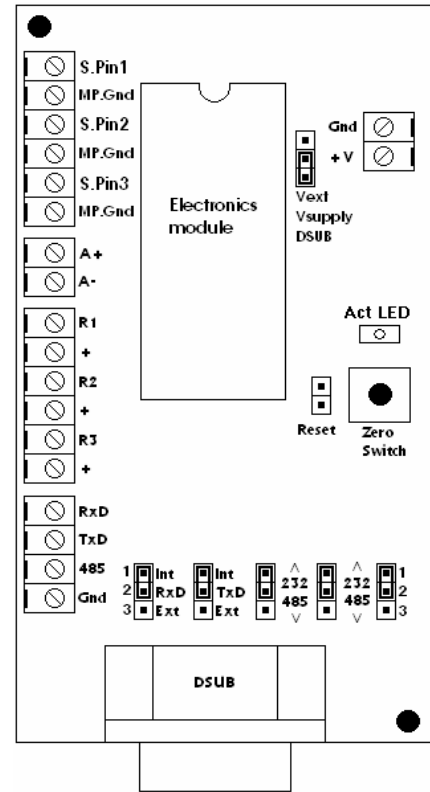 S.Pin1
MP.Gnd
S.Pin2
MP.Gnd
S.Pin3
MP.Gnd
A+
A-
R1
+
R2
+
R3
+
RxD
TxD
485
Gnd
Electronics
module
Gnd
+ V
Vext
Vsupply
DSUB
Act LED
Reset
Zero
Switch
1 Int Int ^ ^ 1
2 RxD TxD 232 232 2
3 Ext Ext 485 485 3
v v
DSUB